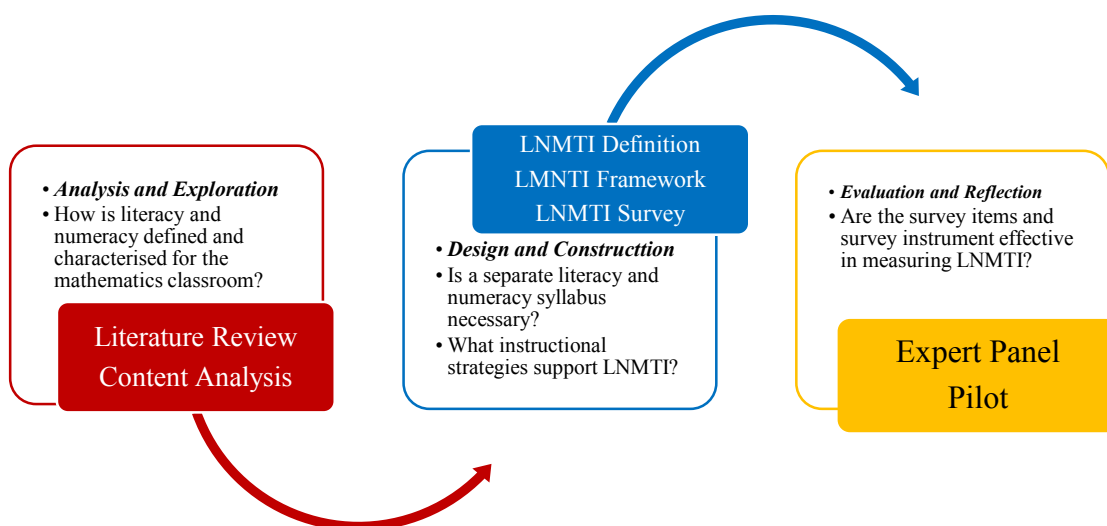 • Analysis and Exploration
• How is literacy and
numeracy defined and
characterised for the
mathematics classroom?
Literature Review
Content Analysis
LNMTI Definition
LMNTI Framework
LNMTI Survey
• Design and Constructtion
• Is a separate literacy and
numeracy syllabus
necessary?
• What instructional
strategies support LNMTI?
• Evaluation and Reflection
• Are the survey items and
survey instrument effective
in measuring LNMTI?
Expert Panel
Pilot